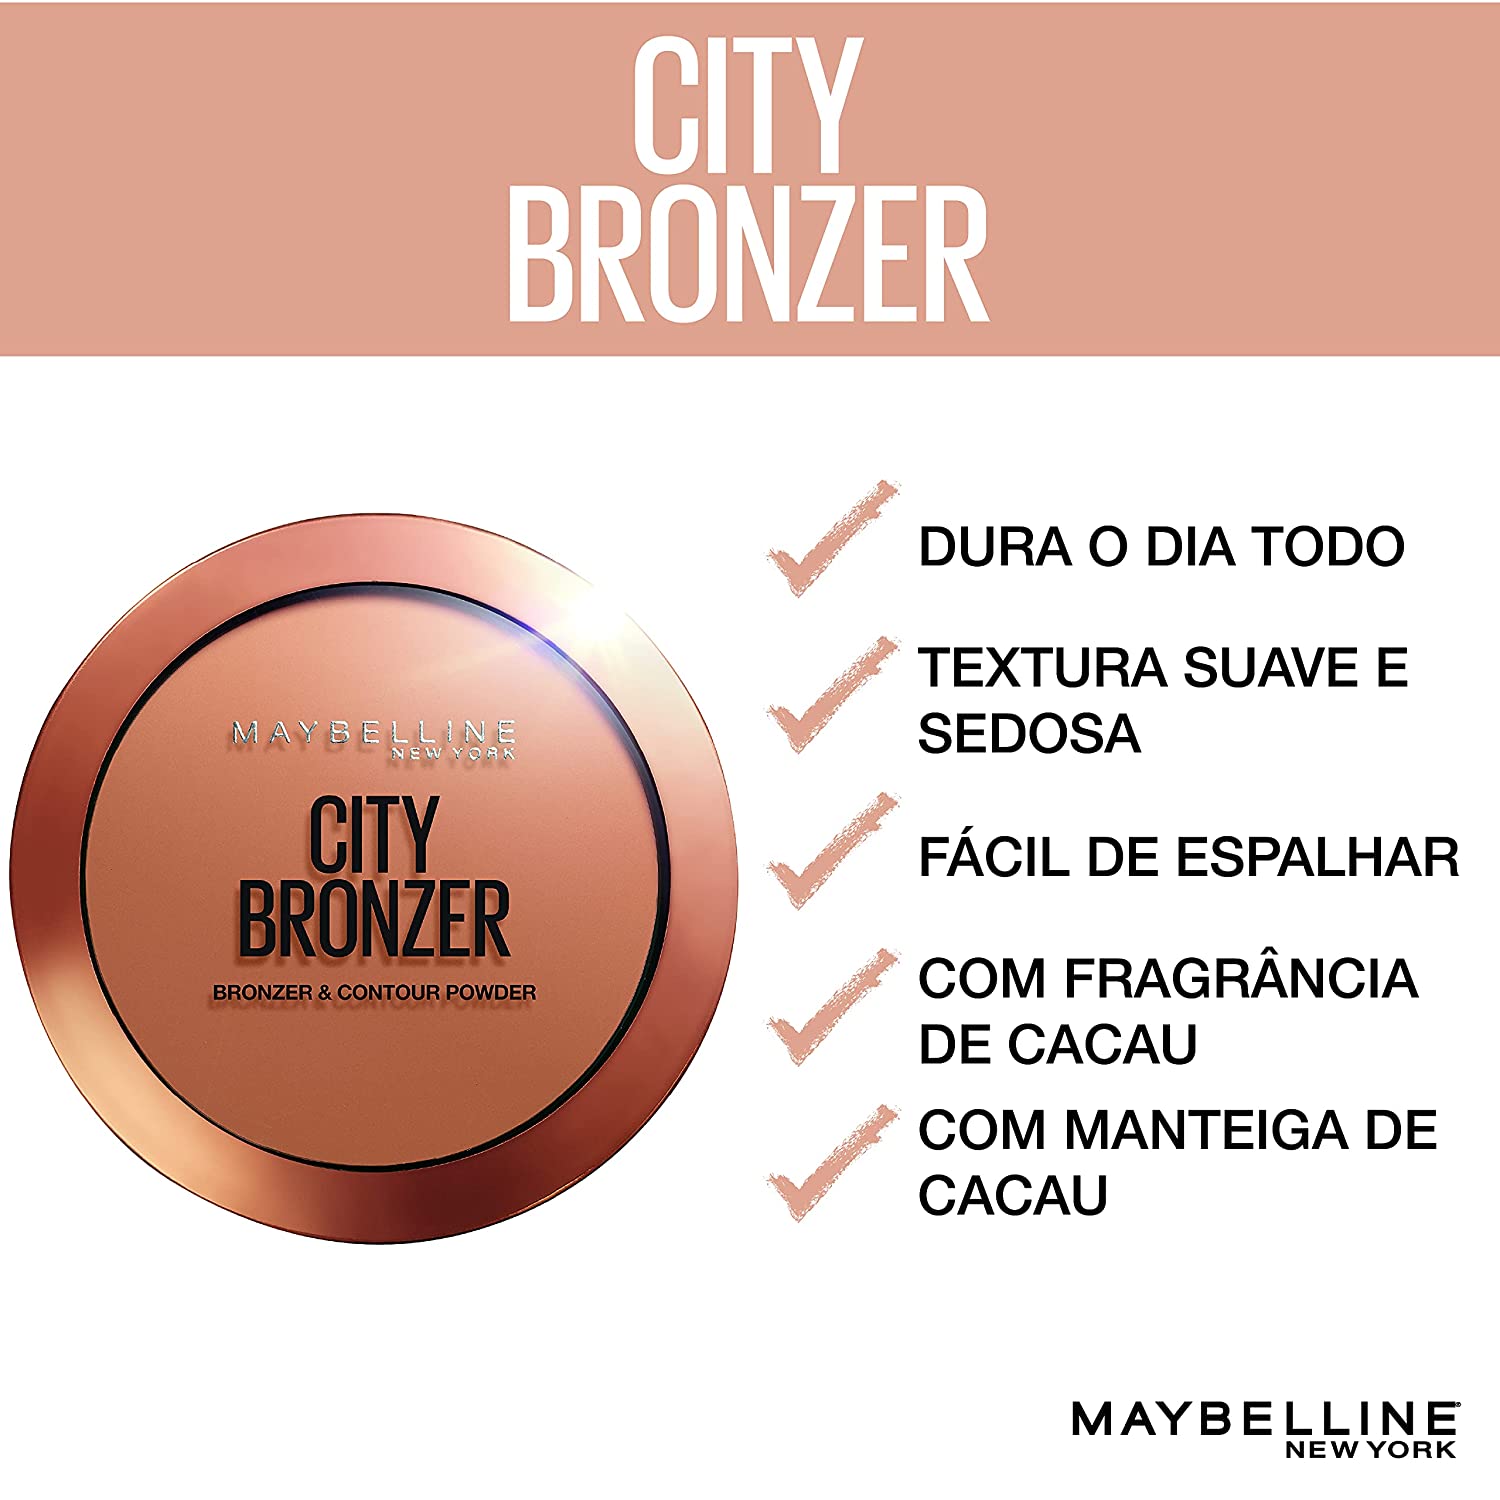 CITY
BRONZER
MAYBELLINE
NEW YORK
CITY
BRONZER
BRONZER & CONTOUR POWDER
DURA O DIA TODO
TEXTURA SUAVE E
SEDOSA
FÁCIL DE ESPALHAR
COM FRAGRÂNCIA
DE CACAU
COM MANTEIGA DE
CACAU
MAYBELLINE®
NEW YORK